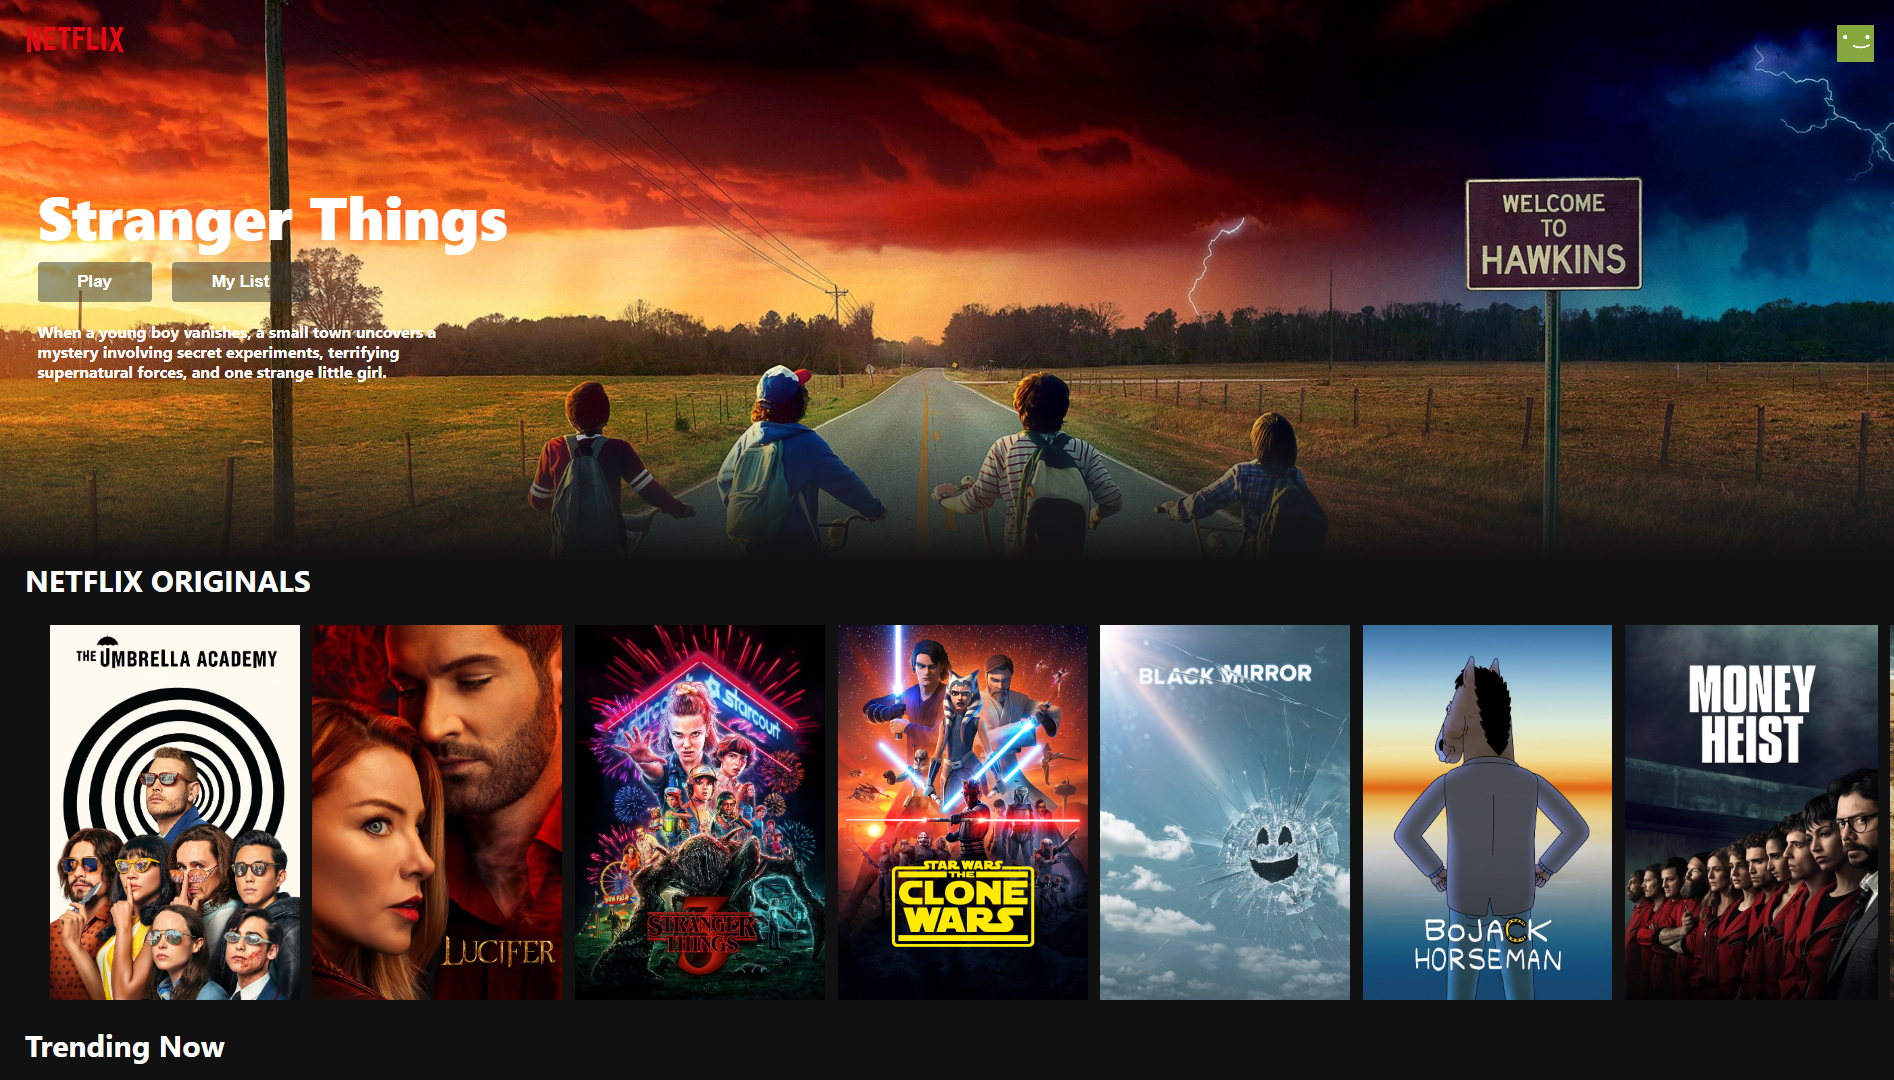 NETFLIX
WELCOME
TO
HAWKINS
Stranger Things
Play
My List
When a young boy vanishes, a small town uncovers a
mystery involving secret experiments, terrifying
supernatural forces, and one strange little girl.
NETFLIX ORIGINALS
THE UMBRELLA ACADEMY
LUCIFER
starcourt
STRANGER
THINGS
3
STAR WARS
THE
CLONE
WARS
BLACK MIRROR
BOJACK
HORSEMAN
MONEY
HEIST
Trending Now